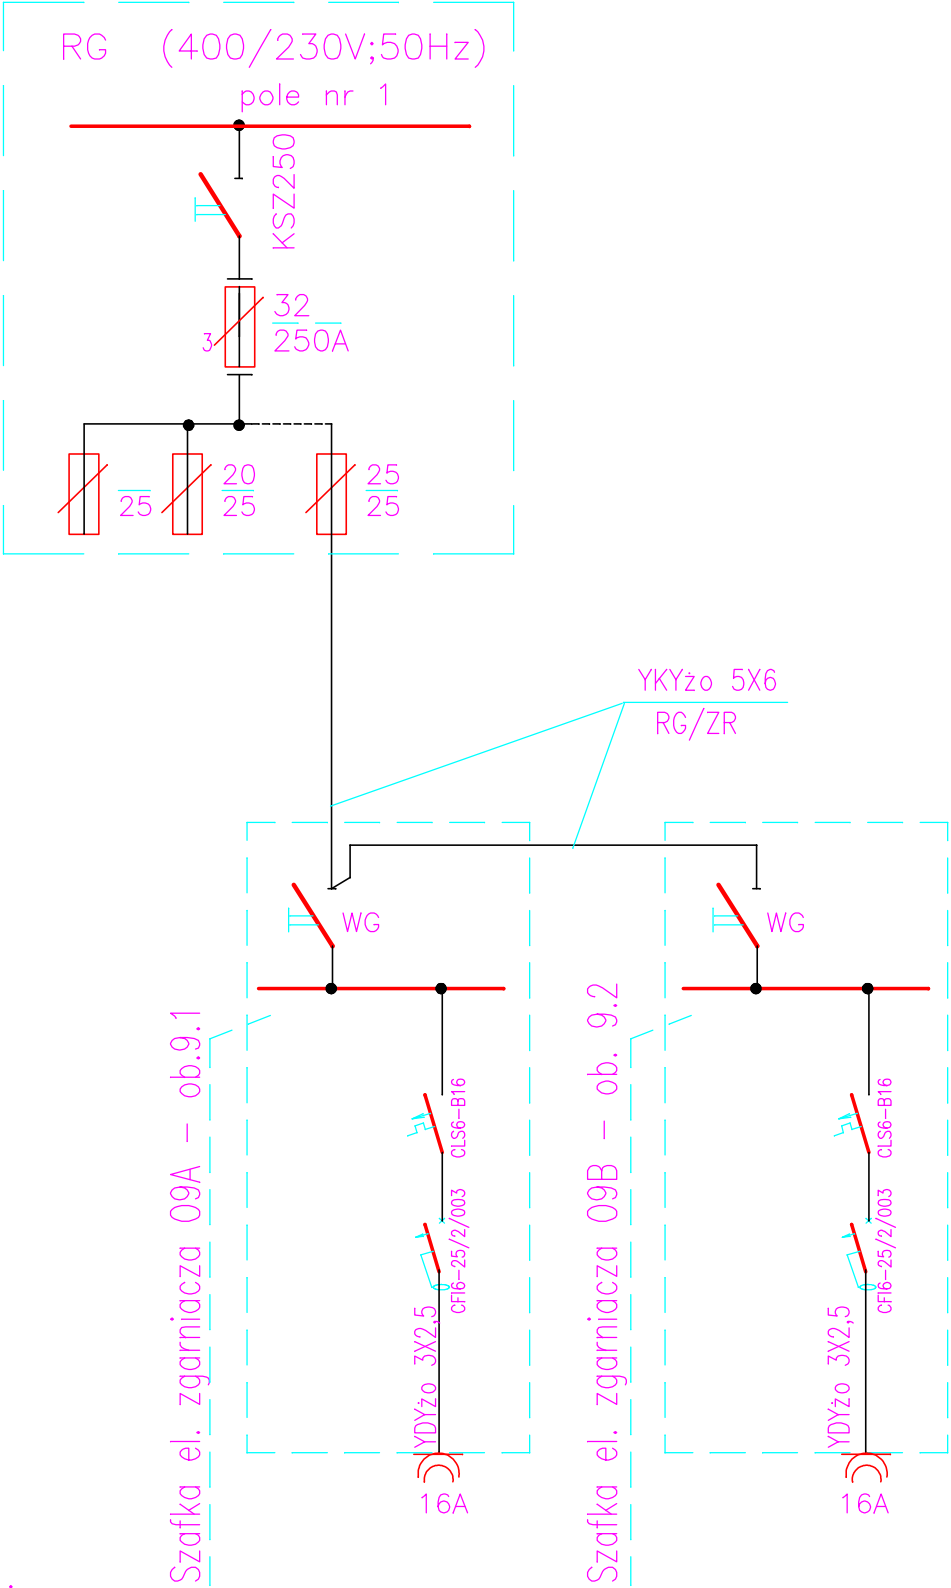 RG (400/230V;50Hz)
pole nr 1
KSZ250
32
250A
3
25
20
25
25
25
YKYżo 5X6
RG/ZR
WG
WG
Szafka el. zgarniacza 09A - ob.9.1
CLS6-B16
CFI6-25/2/003
YDYżo 3X2,5
16A
Szafka el. zgarniacza 09B - ob. 9.2
CLS6-B16
CFI6-25/2/003
YDYżo 3X2,5
16A